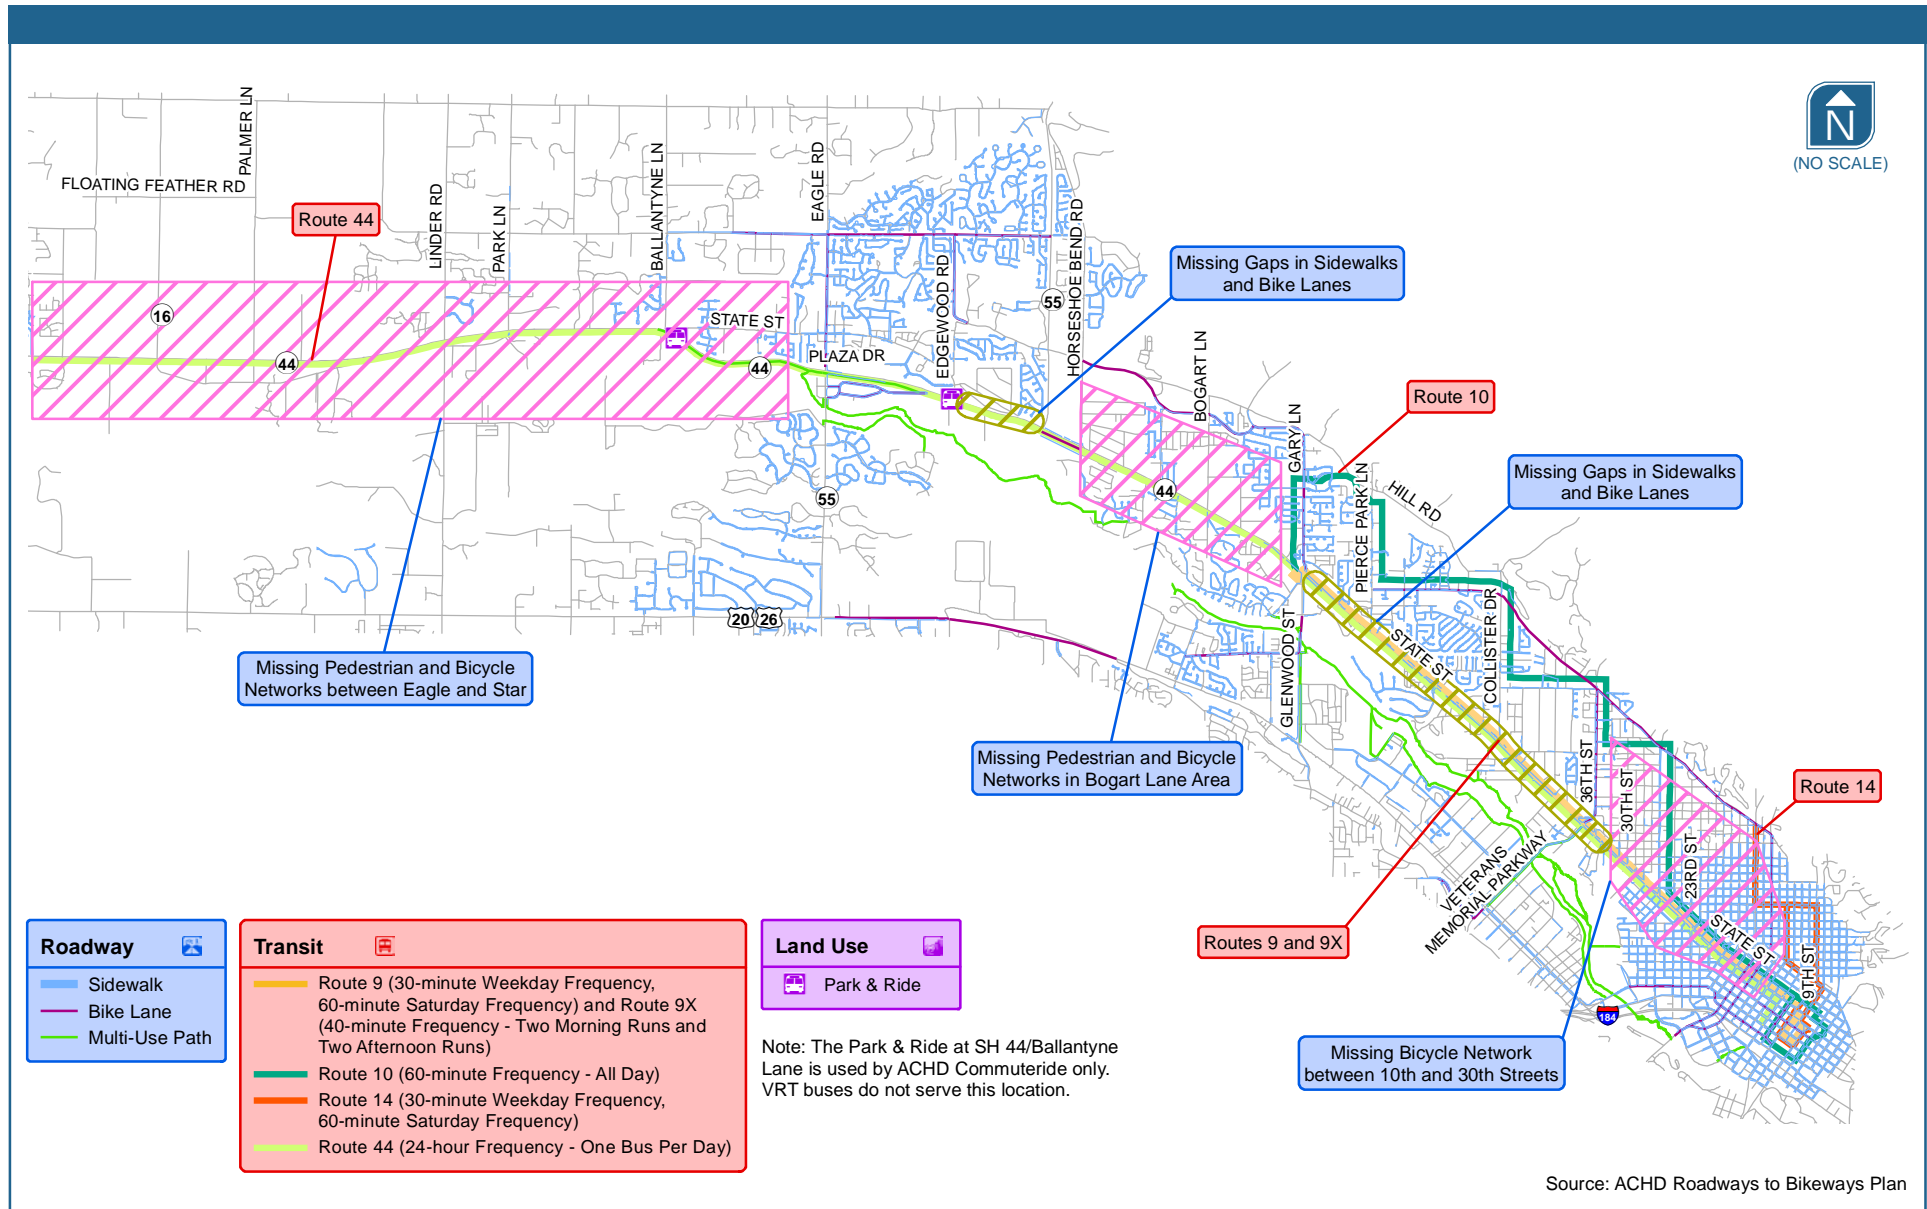 N
(NO SCALE)
PALMER LN
FLOATING FEATHER RD
Route 44
LINDER RD
PARK LN
BALLANTYNE LN
EAGLE RD
EDGEWOOD RD
HORSESHOE BEND RD
Missing Gaps in Sidewalks
and Bike Lanes
16
55
STATE ST
44
44
PLAZA DR
BOGART LN
GARY LN
Route 10
PIERCE PARK LN
HILL RD
Missing Gaps in Sidewalks
and Bike Lanes
44
55
20 26
GLENWOOD ST
STATE ST
COLLISTER DR
Missing Pedestrian and Bicycle
Networks between Eagle and Star
Missing Pedestrian and Bicycle
Networks in Bogart Lane Area
36TH ST
30TH ST
Route 14
23RD ST
VETERANS
MEMORIAL PARKWAY
Routes 9 and 9X
STATE ST
9TH ST
184
Missing Bicycle Network
between 10th and 30th Streets
Roadway
Sidewalk
Bike Lane
Multi-Use Path
Transit
Route 9 (30-minute Weekday Frequency,
60-minute Saturday Frequency) and Route 9X
(40-minute Frequency - Two Morning Runs and
Two Afternoon Runs)
Route 10 (60-minute Frequency - All Day)
Route 14 (30-minute Weekday Frequency,
60-minute Saturday Frequency)
Route 44 (24-hour Frequency - One Bus Per Day)
Land Use
Park & Ride
Note: The Park & Ride at SH 44/Ballantyne
Lane is used by ACHD Commuteride only.
VRT buses do not serve this location.
Source: ACHD Roadways to Bikeways Plan